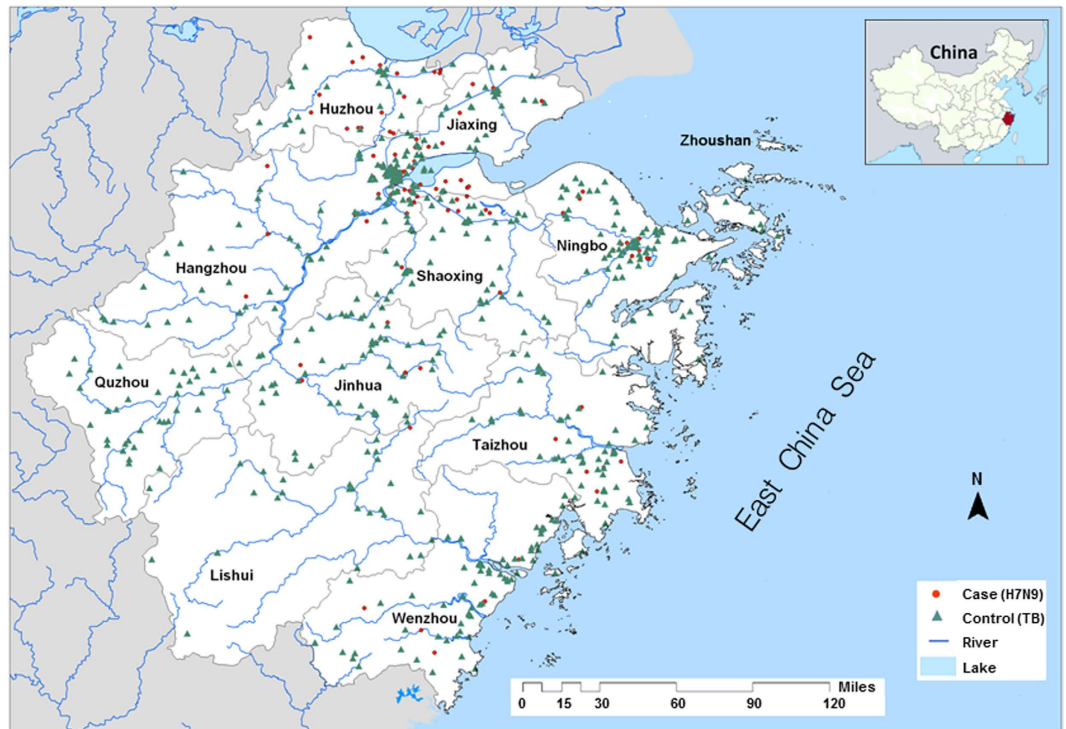 China
Zhoushan
Huzhou
Jiaxing
Ningbo
Hangzhou
Shaoxing
Quzhou
Jinhua
Taizhou
East China Sea
N
Lishui
Wenzhou
Case (H7N9)
Control (TB)
River
Lake
Miles
0 15 30 60 90 120